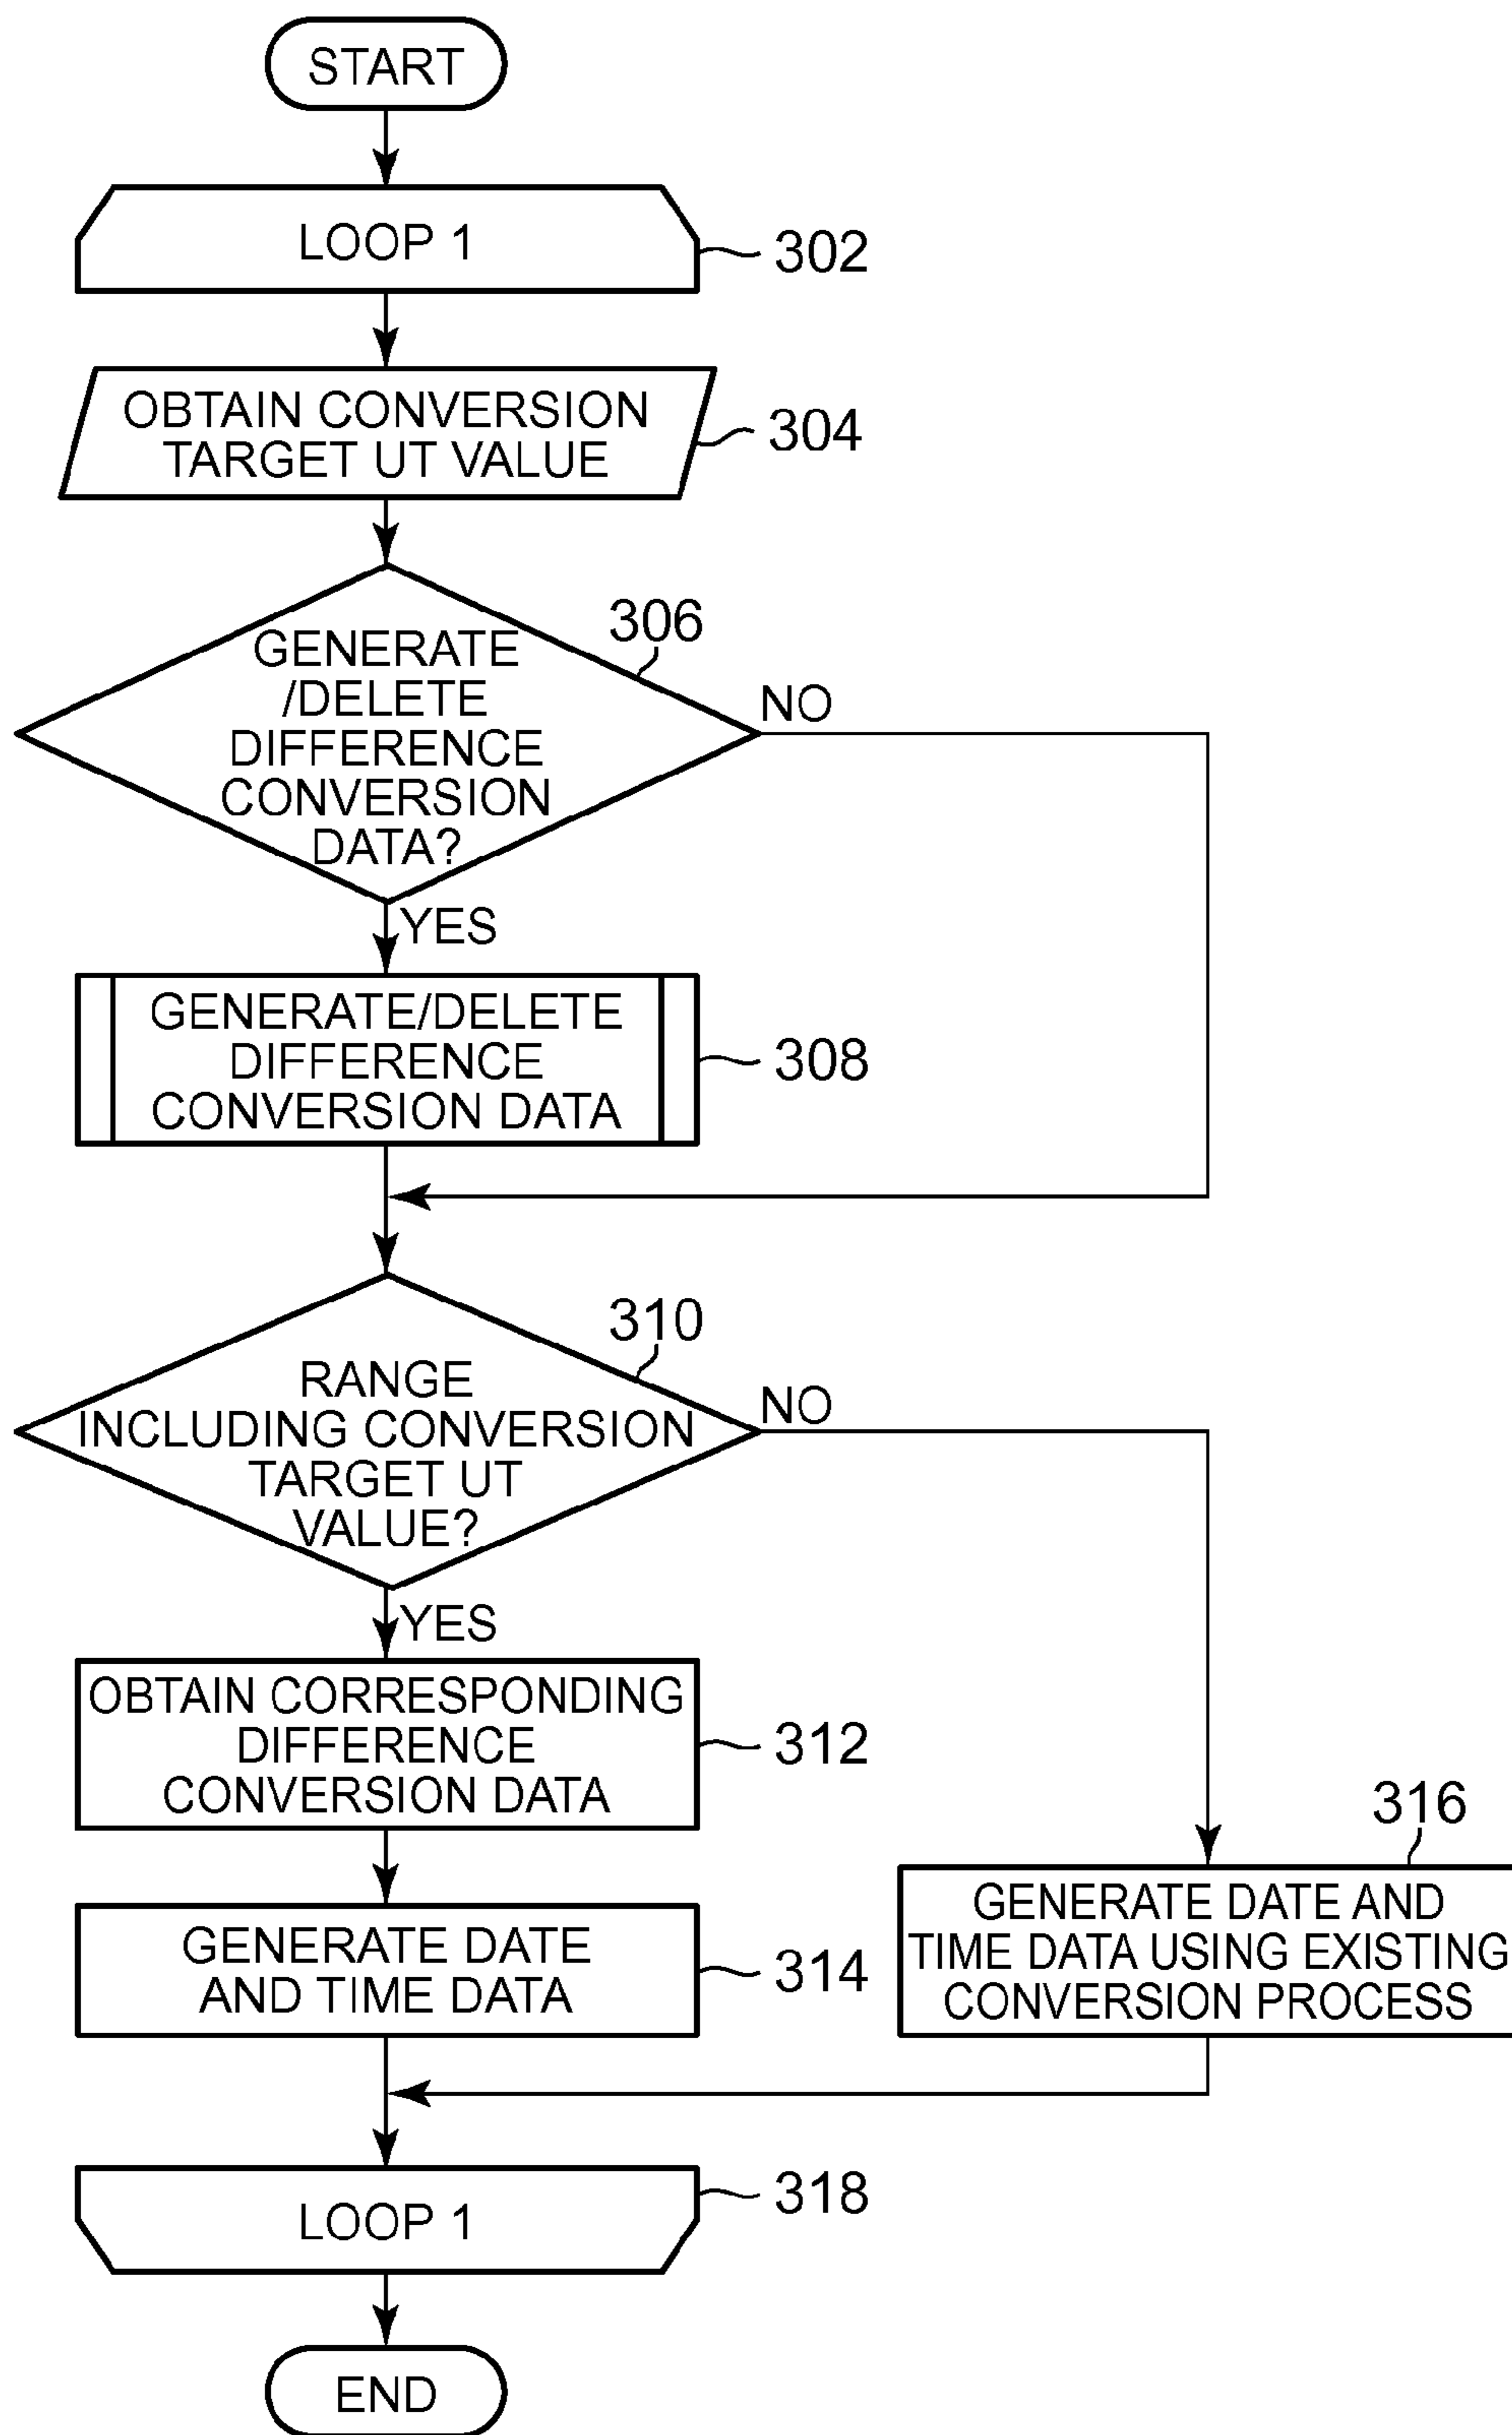 START
LOOP 1
302
OBTAIN CONVERSION
TARGET UT VALUE
304
306
GENERATE
/DELETE
DIFFERENCE
CONVERSION
DATA?
NO
YES
GENERATE/DELETE
DIFFERENCE
CONVERSION DATA
308
310
RANGE
INCLUDING CONVERSION
TARGET UT
VALUE?
NO
YES
OBTAIN CORRESPONDING
DIFFERENCE
CONVERSION DATA
312
316
GENERATE DATE AND
TIME DATA USING EXISTING
CONVERSION PROCESS
GENERATE DATE
AND TIME DATA
314
LOOP 1
318
END